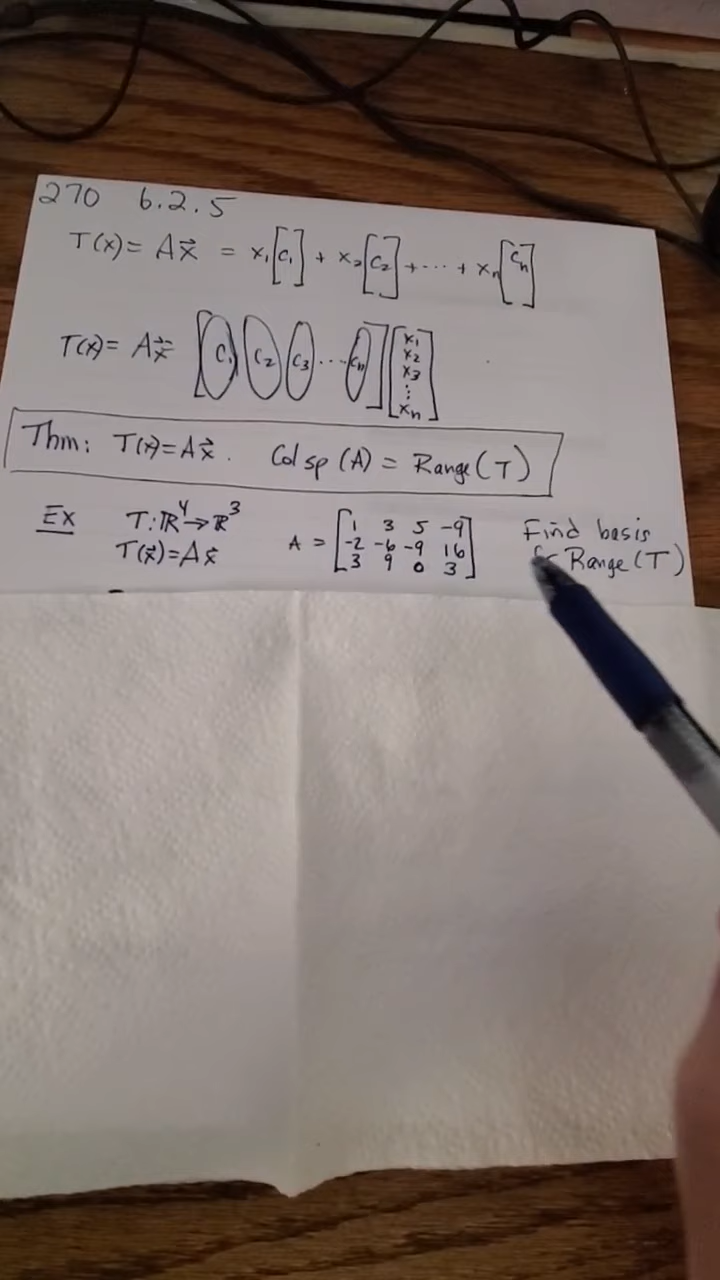 270 6.2.5
T(x) = Ax⃗ = x₁[c₁] + x₂[c₂] + ··· + xₙ[cₙ]
T(x) = Ax⃗ = [c₁ c₂ c₃ ··· cₙ] [x₁ x₂ x₃ ⋮ xₙ]
Thm: T(x) = Ax⃗. Col sp (A) = Range(T)
Ex T: ℝ⁴→ℝ³ Find basis
T(x⃗) = Ax⃗ A = [1 3 5 -9
-2 -6 -9 16
3 9 0 3] Range(T)